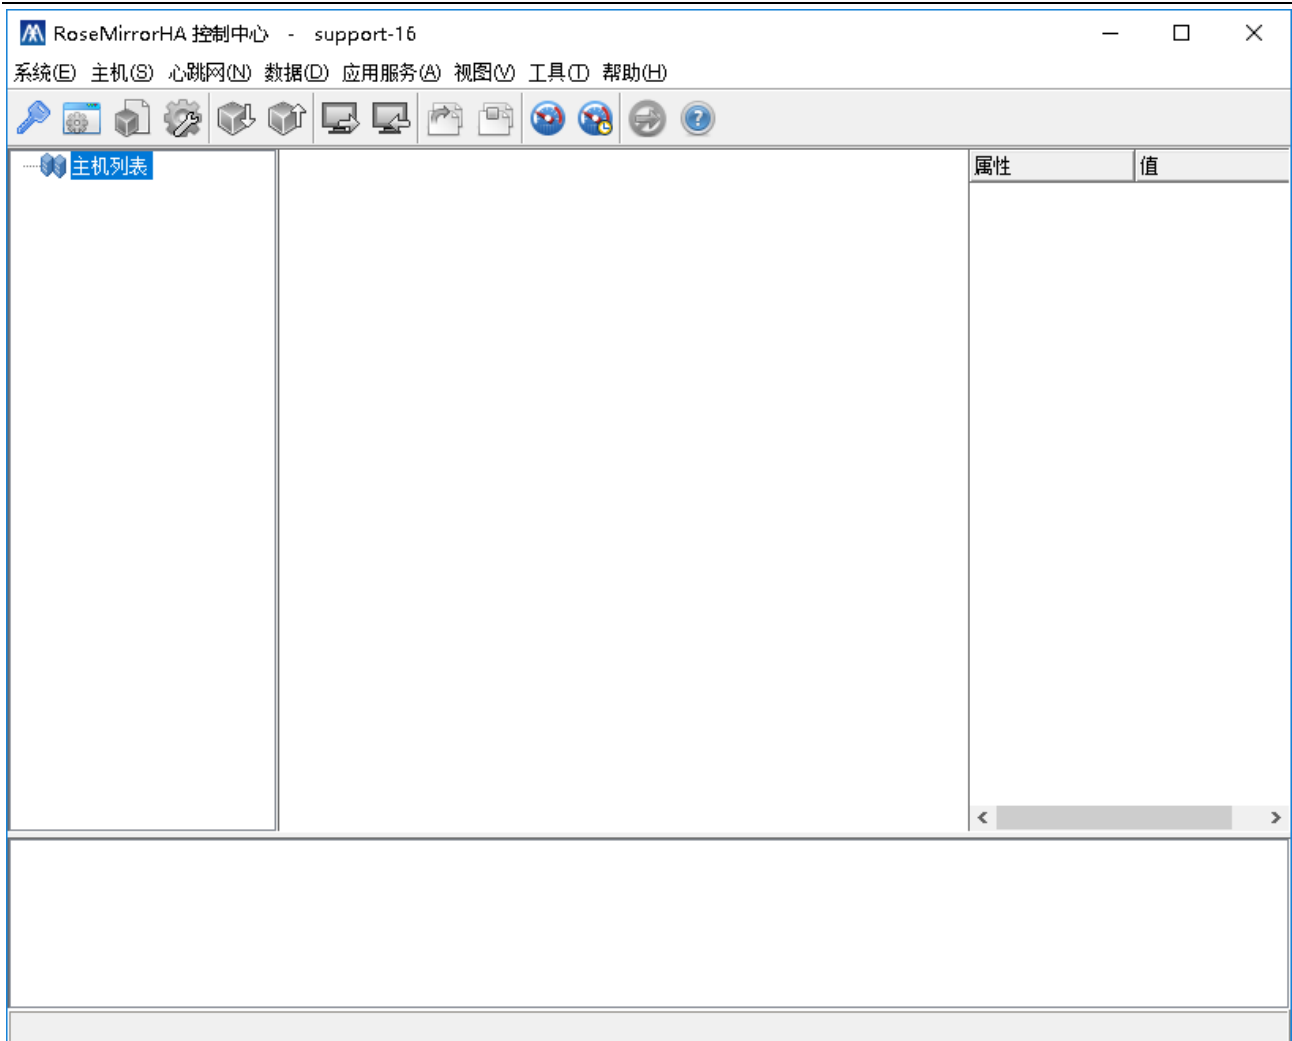 RoseMirrorHA 控制中心 - support-16
系统(E) 主机(S) 心跳网(N) 数据(D) 应用服务(A) 视图(V) 工具(T) 帮助(H)
主机列表
属性 值